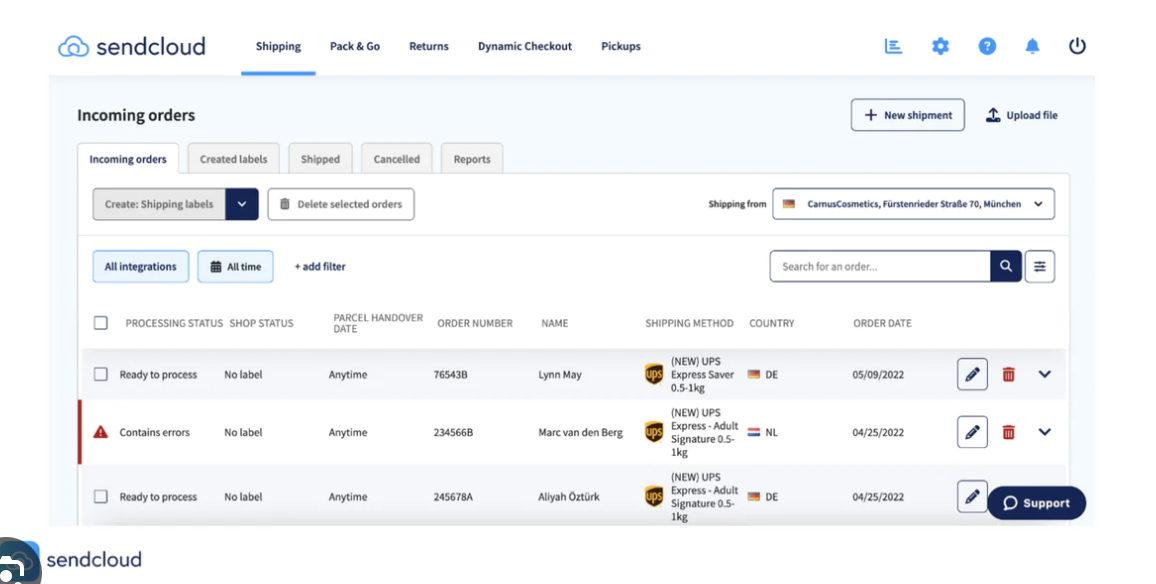 sendcloud
Shipping
Pack & Go
Returns
Dynamic Checkout
Pickups
?
Incoming orders
+ New shipment
Upload file
Incoming orders
Created labels
Shipped
Cancelled
Reports
Create: Shipping labels
Delete selected orders
Shipping from
CarnusCosmetics, Fürstenrieder Straße 70, München
All integrations
All time
+ add filter
Search for an order...
PROCESSING STATUS
SHOP STATUS
PARCEL HANDOVER
DATE
ORDER NUMBER
NAME
SHIPPING METHOD
COUNTRY
ORDER DATE
Ready to process
No label
Anytime
76543B
Lynn May
ups
(NEW) UPS
Express Saver
0.5-1kg
DE
05/09/2022
Contains errors
No label
Anytime
234566B
Marc van den Berg
ups
(NEW) UPS
Express - Adult
Signature 0.5-
1kg
NL
04/25/2022
Ready to process
No label
Anytime
245678A
Aliyah Öztürk
ups
(NEW) UPS
Express - Adult
Signature 0.5-
1kg
DE
04/25/2022
Support
sendcloud